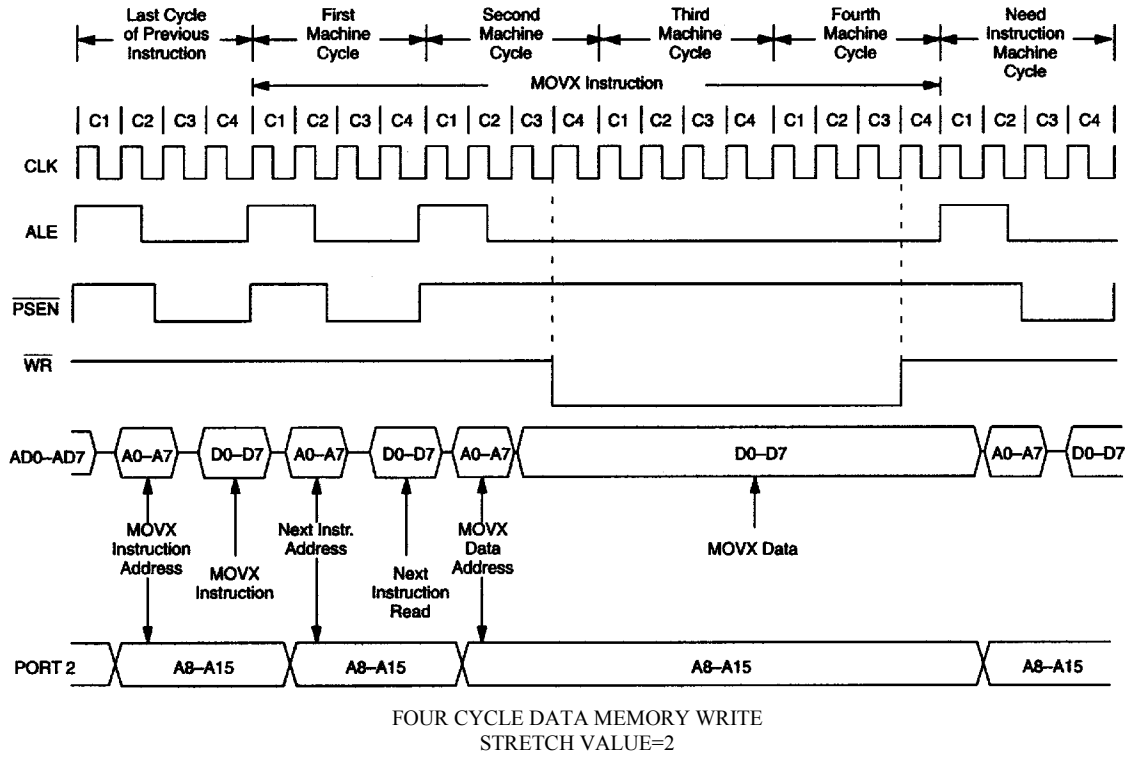 Last Cycle of Previous Instruction
First Machine Cycle
Second Machine Cycle
Third Machine Cycle
Fourth Machine Cycle
Need Instruction Machine Cycle
MOVX Instruction
C1 C2 C3 C4 C1 C2 C3 C4 C1 C2 C3 C4 C1 C2 C3 C4 C1 C2 C3 C4 C1 C2 C3 C4
CLK
ALE
PSEN
WR
AD0–AD7 A0–A7 D0–D7 A0–A7 D0–D7 A0–A7 D0–D7 A0–A7 D0–D7
MOVX Instruction Address
MOVX Instruction
Next Instr. Address
Next Instruction Read
MOVX Data Address
MOVX Data
PORT 2 A8–A15 A8–A15 A8–A15 A8–A15
FOUR CYCLE DATA MEMORY WRITE
STRETCH VALUE=2